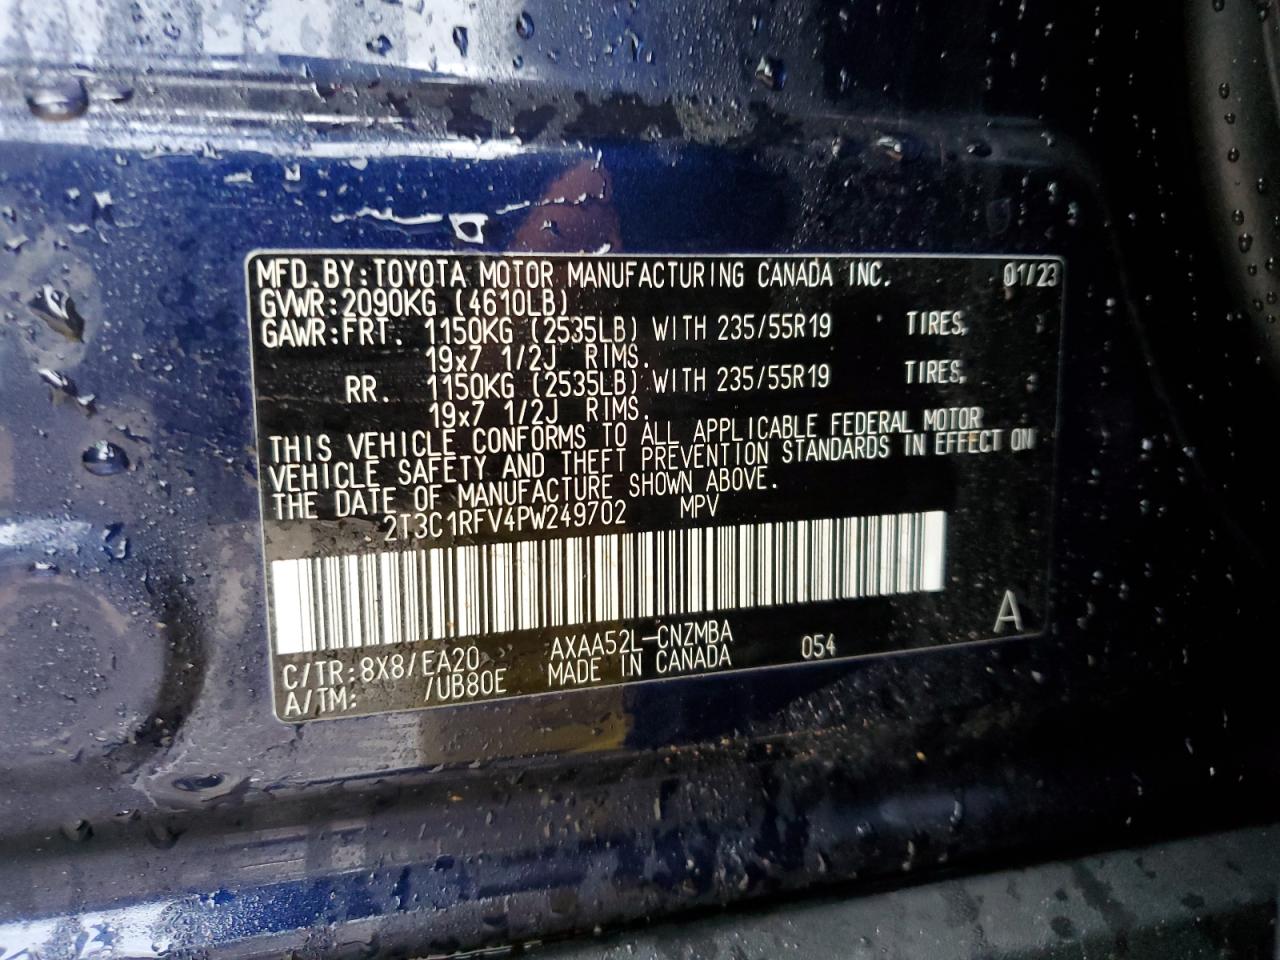 MFD.BY:TOYOTA MOTOR MANUFACTURING CANADA INC. 01/23
GVWR:2090KG (4610LB)
GAWR:FRT. 1150KG (2535LB) WITH 235/55R19 TIRES,
19x7 1/2J RIMS.
RR. 1150KG (2535LB) WITH 235/55R19 TIRES,
19x7 1/2J RIMS.
THIS VEHICLE CONFORMS TO ALL APPLICABLE FEDERAL MOTOR
VEHICLE SAFETY AND THEFT PREVENTION STANDARDS IN EFFECT ON
THE DATE OF MANUFACTURE SHOWN ABOVE.
2T3C1RFV4PW249702 MPV
A
C/TR:8X8/EA20 AXAA52L-CNZMBA 054
A/TM: /UB80E MADE IN CANADA